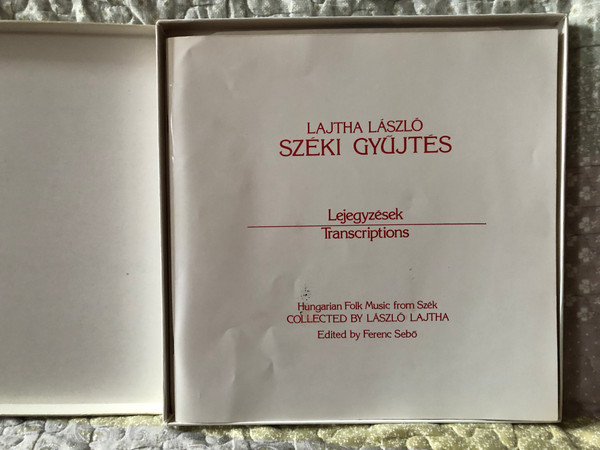 LAJTHA LÁSZLÓ
SZÉKI GYŰJTÉS
Lejegyzések
Transcriptions
Hungarian Folk Music from Szék
COLLECTED BY LÁSZLÓ LAJTHA
Edited by Ferenc Sebő